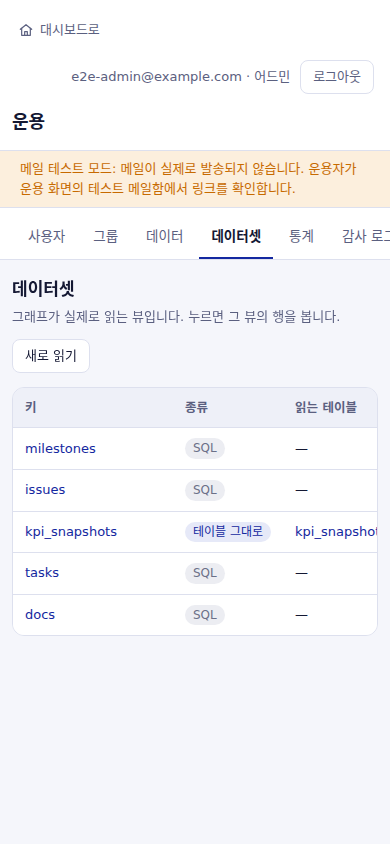 대시보드로
e2e-admin@example.com · 어드민
로그아웃
운용
메일 테스트 모드: 메일이 실제로 발송되지 않습니다. 운용자가
운용 화면의 테스트 메일함에서 링크를 확인합니다.
사용자 그룹 데이터 데이터셋 통계 감사 로그
데이터셋
그래프가 실제로 읽는 뷰입니다. 누르면 그 뷰의 행을 봅니다.
새로 읽기
키 종류 읽는 테이블
milestones SQL —
issues SQL —
kpi_snapshots 테이블 그대로 kpi_snapshot
tasks SQL —
docs SQL —